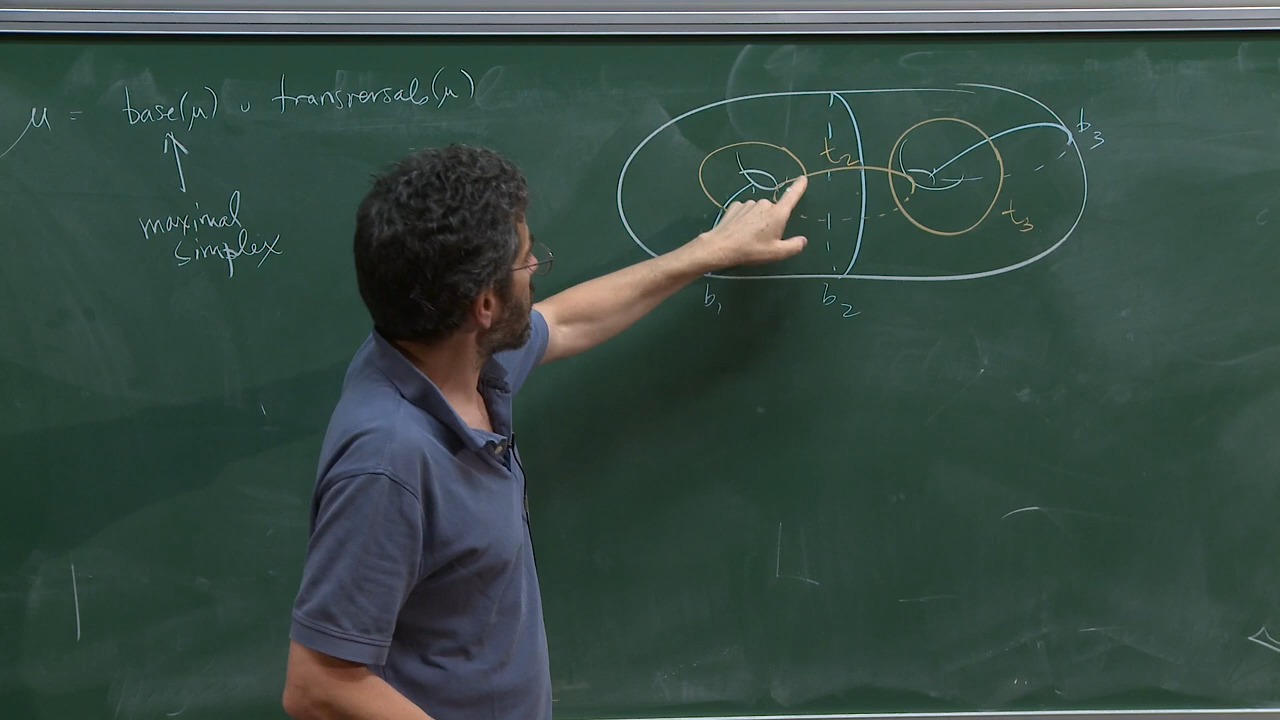 μ = base(μ) ∪ transversals(μ)
maximal
simplex
t₂
b₃
t₃
b₁
b₂